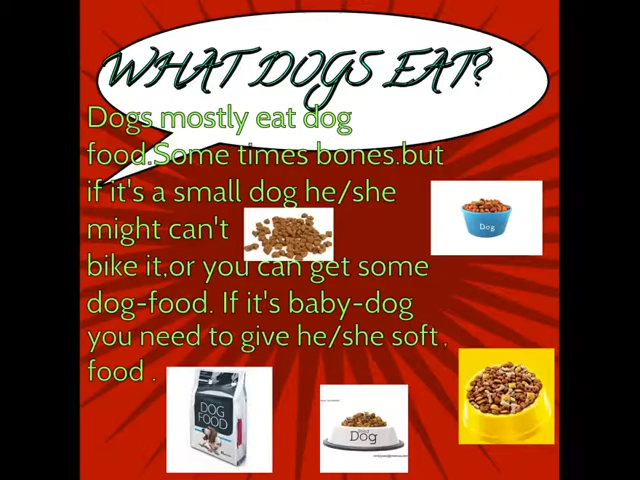 WHAT DOGS EAT?
Dogs mostly eat dog
food.Some times bones.but
if it's a small dog he/she
might can't
bike it,or you can get some
dog-food. If it's baby-dog
you need to give he/she soft .
food .
Dog
DOG
FOOD
Dog